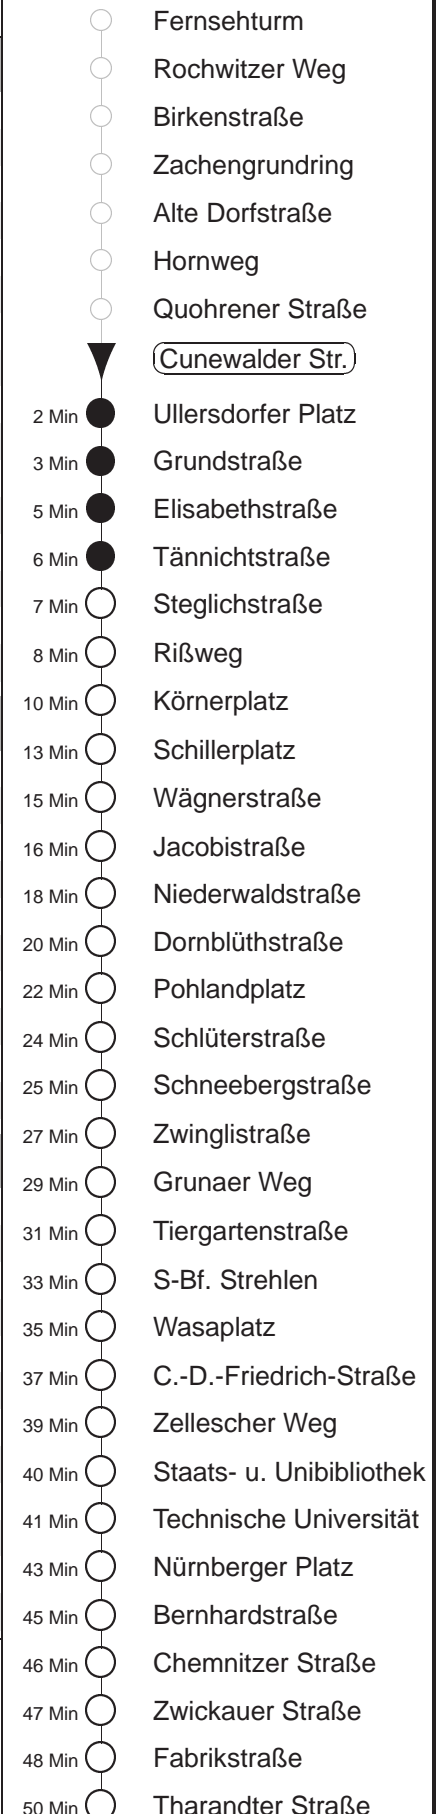 Fernsehturm
Rochwitzer Weg
Birkenstraße
Zachengrundring
Alte Dorfstraße
Hornweg
Quohrener Straße
Cunewalder Str.
2 Min Ullersdorfer Platz
3 Min Grundstraße
5 Min Elisabethstraße
6 Min Tännichtstraße
7 Min Steglichstraße
8 Min Rißweg
10 Min Körnerplatz
13 Min Schillerplatz
15 Min Wägnerstraße
16 Min Jacobistraße
18 Min Niederwaldstraße
20 Min Dornblüthstraße
22 Min Pohlandplatz
24 Min Schlüterstraße
25 Min Schneebergstraße
27 Min Zwinglistraße
29 Min Grunaer Weg
31 Min Tiergartenstraße
33 Min S-Bf. Strehlen
35 Min Wasaplatz
37 Min C.-D.-Friedrich-Straße
39 Min Zellescher Weg
40 Min Staats- u. Unibibliothek
41 Min Technische Universität
43 Min Nürnberger Platz
45 Min Bernhardstraße
46 Min Chemnitzer Straße
47 Min Zwickauer Straße
48 Min Fabrikstraße
50 Min Tharandter Straße